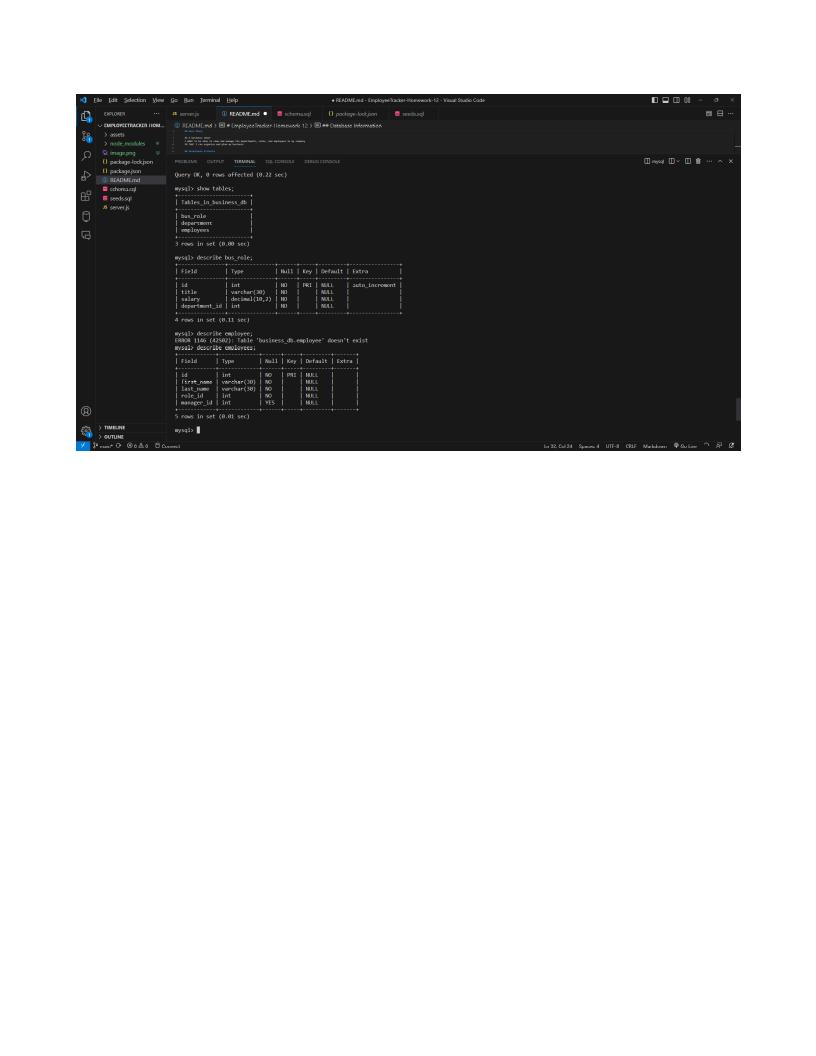 File Edit Selection View Go Run Terminal Help
● README.md - EmployeeTracker-Homework-12 - Visual Studio Code
EXPLORER ···
JS server.js
README.md ●
schema.sql
{} package-lock.json
seeds.sql
EMPLOYEETRACKER-HOM...
> assets
> node_modules
image.png U
{} package-lock.json
{} package.json
README.md
schema.sql
seeds.sql
JS server.js
README.md > # EmployeeTracker-Homework-12 > ## Database Information
PROBLEMS OUTPUT TERMINAL SQL CONSOLE DEBUG CONSOLE
mysql
Query OK, 0 rows affected (0.22 sec)
mysql> show tables;
+-----------------------+
| Tables_in_business_db |
+-----------------------+
| bus_role              |
| department            |
| employees             |
+-----------------------+
3 rows in set (0.00 sec)
mysql> describe bus_role;
+---------------+---------------+------+-----+---------+----------------+
| Field         | Type          | Null | Key | Default | Extra          |
+---------------+---------------+------+-----+---------+----------------+
| id            | int           | NO   | PRI | NULL    | auto_increment |
| title         | varchar(30)   | NO   |     | NULL    |                |
| salary        | decimal(10,2) | NO   |     | NULL    |                |
| department_id | int           | NO   |     | NULL    |                |
+---------------+---------------+------+-----+---------+----------------+
4 rows in set (0.11 sec)
mysql> describe employee;
ERROR 1146 (42S02): Table 'business_db.employee' doesn't exist
mysql> describe employees;
+------------+-------------+------+-----+---------+-------+
| Field      | Type        | Null | Key | Default | Extra |
+------------+-------------+------+-----+---------+-------+
| id         | int         | NO   | PRI | NULL    |       |
| first_name | varchar(30) | NO   |     | NULL    |       |
| last_name  | varchar(30) | NO   |     | NULL    |       |
| role_id    | int         | NO   |     | NULL    |       |
| manager_id | int         | YES  |     | NULL    |       |
+------------+-------------+------+-----+---------+-------+
5 rows in set (0.01 sec)
mysql>
> TIMELINE
> OUTLINE
main* 0 0 Connect
Ln 32, Col 24 Spaces: 4 UTF-8 CRLF Markdown Go Live